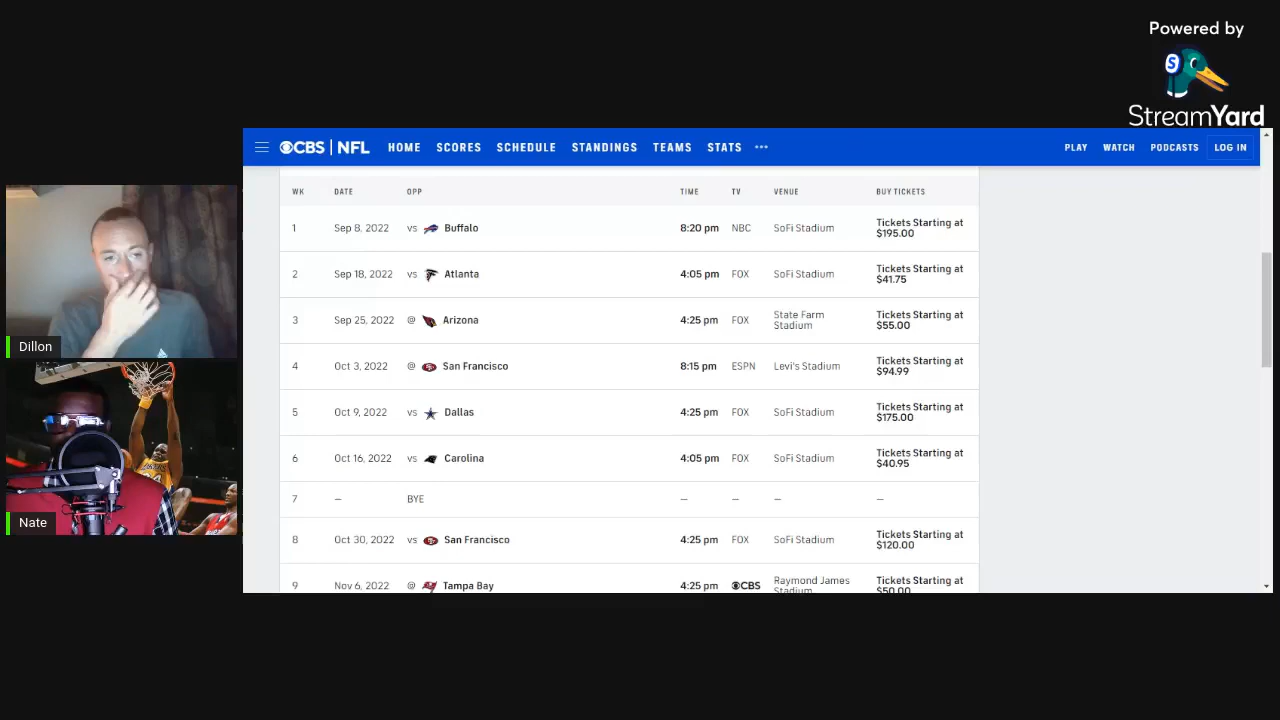 Powered by
S
StreamYard
CBS | NFL HOME SCORES SCHEDULE STANDINGS TEAMS STATS ••• PLAY WATCH PODCASTS LOG IN
WK DATE OPP TIME TV VENUE BUY TICKETS
1 Sep 8, 2022 vs Buffalo 8:20 pm NBC SoFi Stadium Tickets Starting at
$195.00
2 Sep 18, 2022 vs Atlanta 4:05 pm FOX SoFi Stadium Tickets Starting at
$41.75
3 Sep 25, 2022 @ Arizona 4:25 pm FOX State Farm Tickets Starting at
Stadium $55.00
4 Oct 3, 2022 @ San Francisco 8:15 pm ESPN Levi's Stadium Tickets Starting at
$94.99
5 Oct 9, 2022 vs Dallas 4:25 pm FOX SoFi Stadium Tickets Starting at
$175.00
6 Oct 16, 2022 vs Carolina 4:05 pm FOX SoFi Stadium Tickets Starting at
$40.95
7 — BYE — — — —
8 Oct 30, 2022 vs San Francisco 4:25 pm FOX SoFi Stadium Tickets Starting at
$120.00
9 Nov 6, 2022 @ Tampa Bay 4:25 pm CBS Raymond James Tickets Starting at
Stadium $50.00
Dillon
Nate